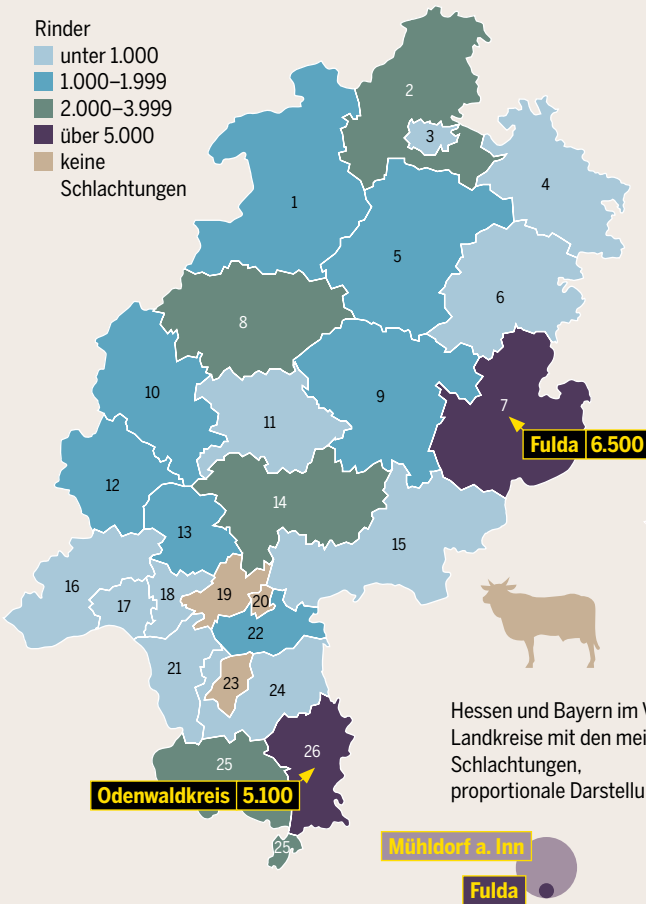 Rinder
unter 1.000
1.000–1.999
2.000–3.999
über 5.000
keine
Schlachtungen
2
3
4
1
5
6
8
7
10
9
11
Fulda 6.500
12
14
13
15
16
19
18
20
17
22
21
23
24
26
25
Odenwaldkreis 5.100
25
Hessen und Bayern im V
Landkreise mit den mei
Schlachtungen,
proportionale Darstellu
Mühldorf a. Inn
Fulda